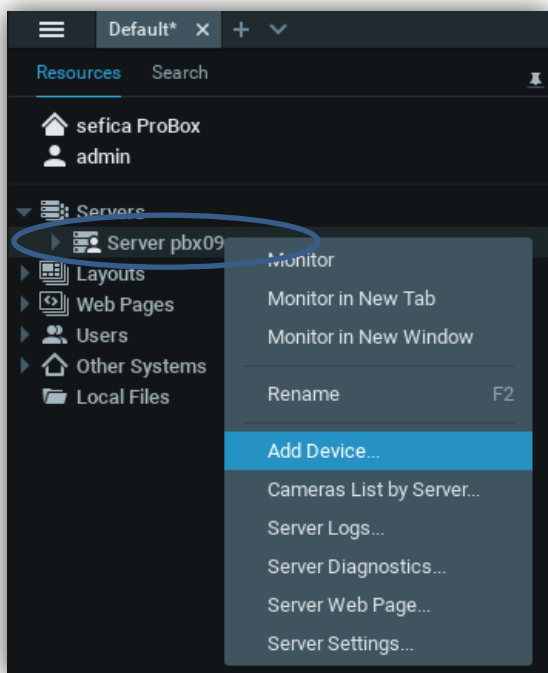 Default*
Resources Search
sefica ProBox
admin
Servers
Server pbx09
Layouts
Web Pages
Users
Other Systems
Local Files
Monitor
Monitor in New Tab
Monitor in New Window
Rename F2
Add Device...
Cameras List by Server...
Server Logs...
Server Diagnostics...
Server Web Page...
Server Settings...